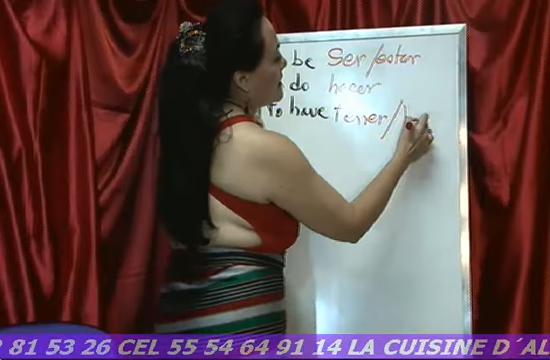 be Ser/estar
do hacer
to have tener/
81 53 26 CEL 55 54 64 91 14 LA CUISINE D´AL